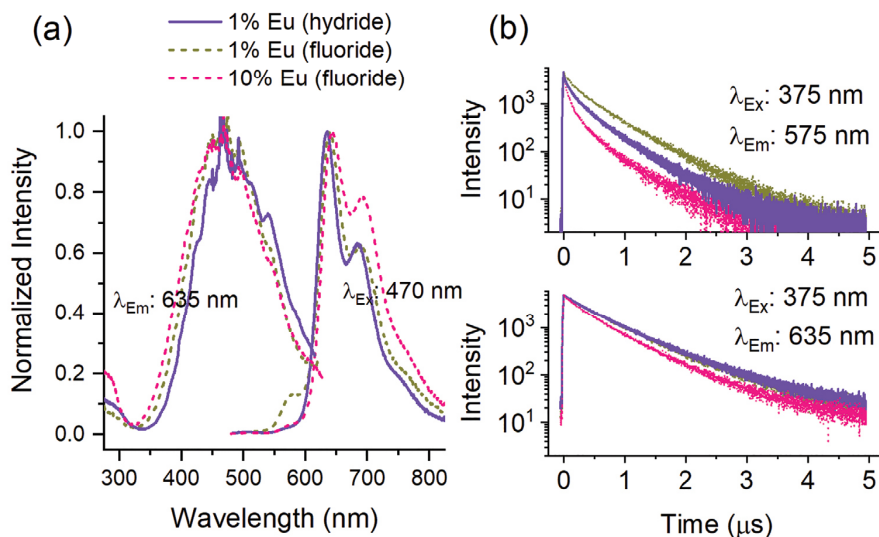 (a)
1% Eu (hydride)
1% Eu (fluoride)
10% Eu (fluoride)
Normalized Intensity
1.0
0.8
0.6
0.4
0.2
0.0
λEm: 635 nm
λEx: 470 nm
300 400 500 600 700 800
Wavelength (nm)
(b)
Intensity
10³
10²
10¹
λEx: 375 nm
λEm: 575 nm
0 1 2 3 4 5
Intensity
10³
10²
10¹
λEx: 375 nm
λEm: 635 nm
0 1 2 3 4 5
Time (μs)